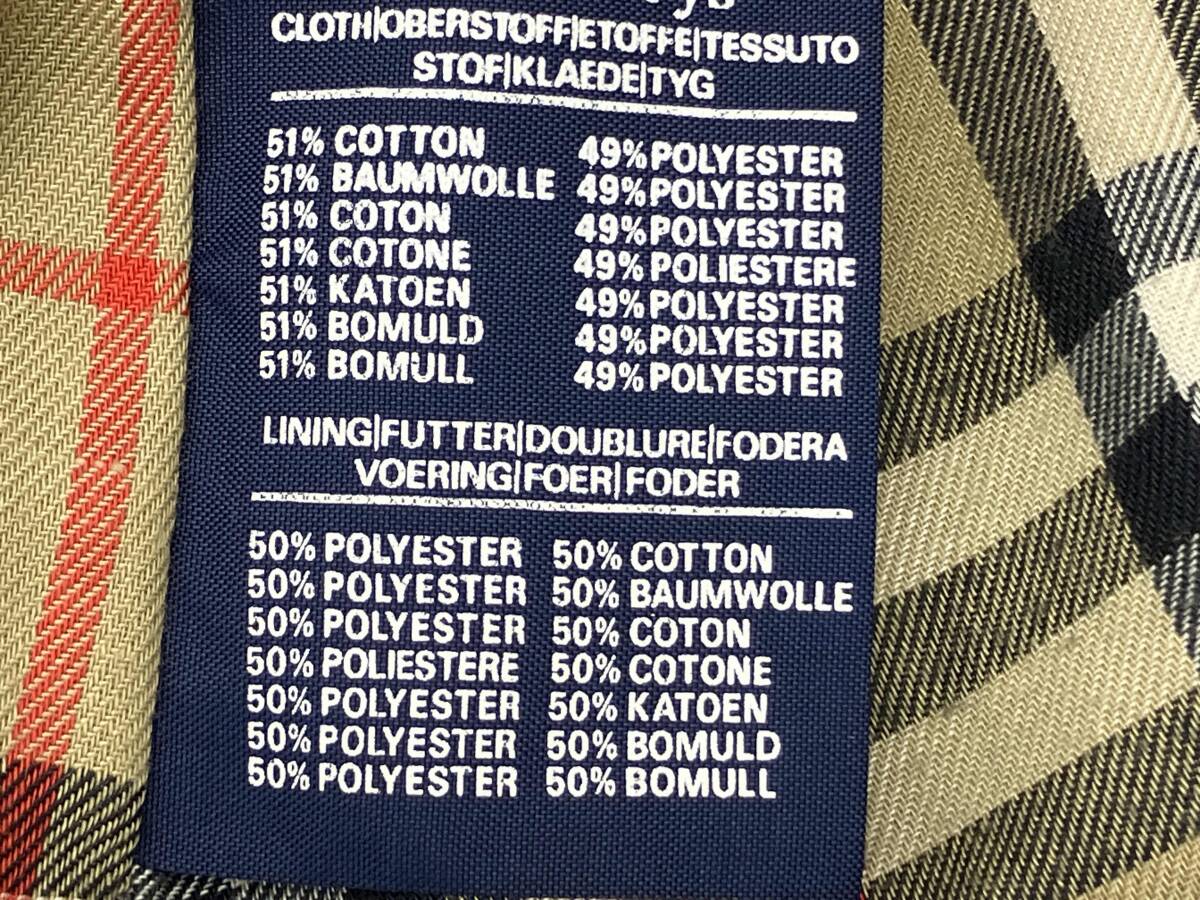 CLOTH|OBERSTOFF|ETOFFE|TESSUTO
STOF|KLAEDE|TYG
51% COTTON 49% POLYESTER
51% BAUMWOLLE 49% POLYESTER
51% COTON 49% POLYESTER
51% COTONE 49% POLIESTERE
51% KATOEN 49% POLYESTER
51% BOMULD 49% POLYESTER
51% BOMULL 49% POLYESTER
LINING|FUTTER|DOUBLURE|FODERA
VOERING|FOER|FODER
50% POLYESTER 50% COTTON
50% POLYESTER 50% BAUMWOLLE
50% POLYESTER 50% COTON
50% POLIESTERE 50% COTONE
50% POLYESTER 50% KATOEN
50% POLYESTER 50% BOMULD
50% POLYESTER 50% BOMULL